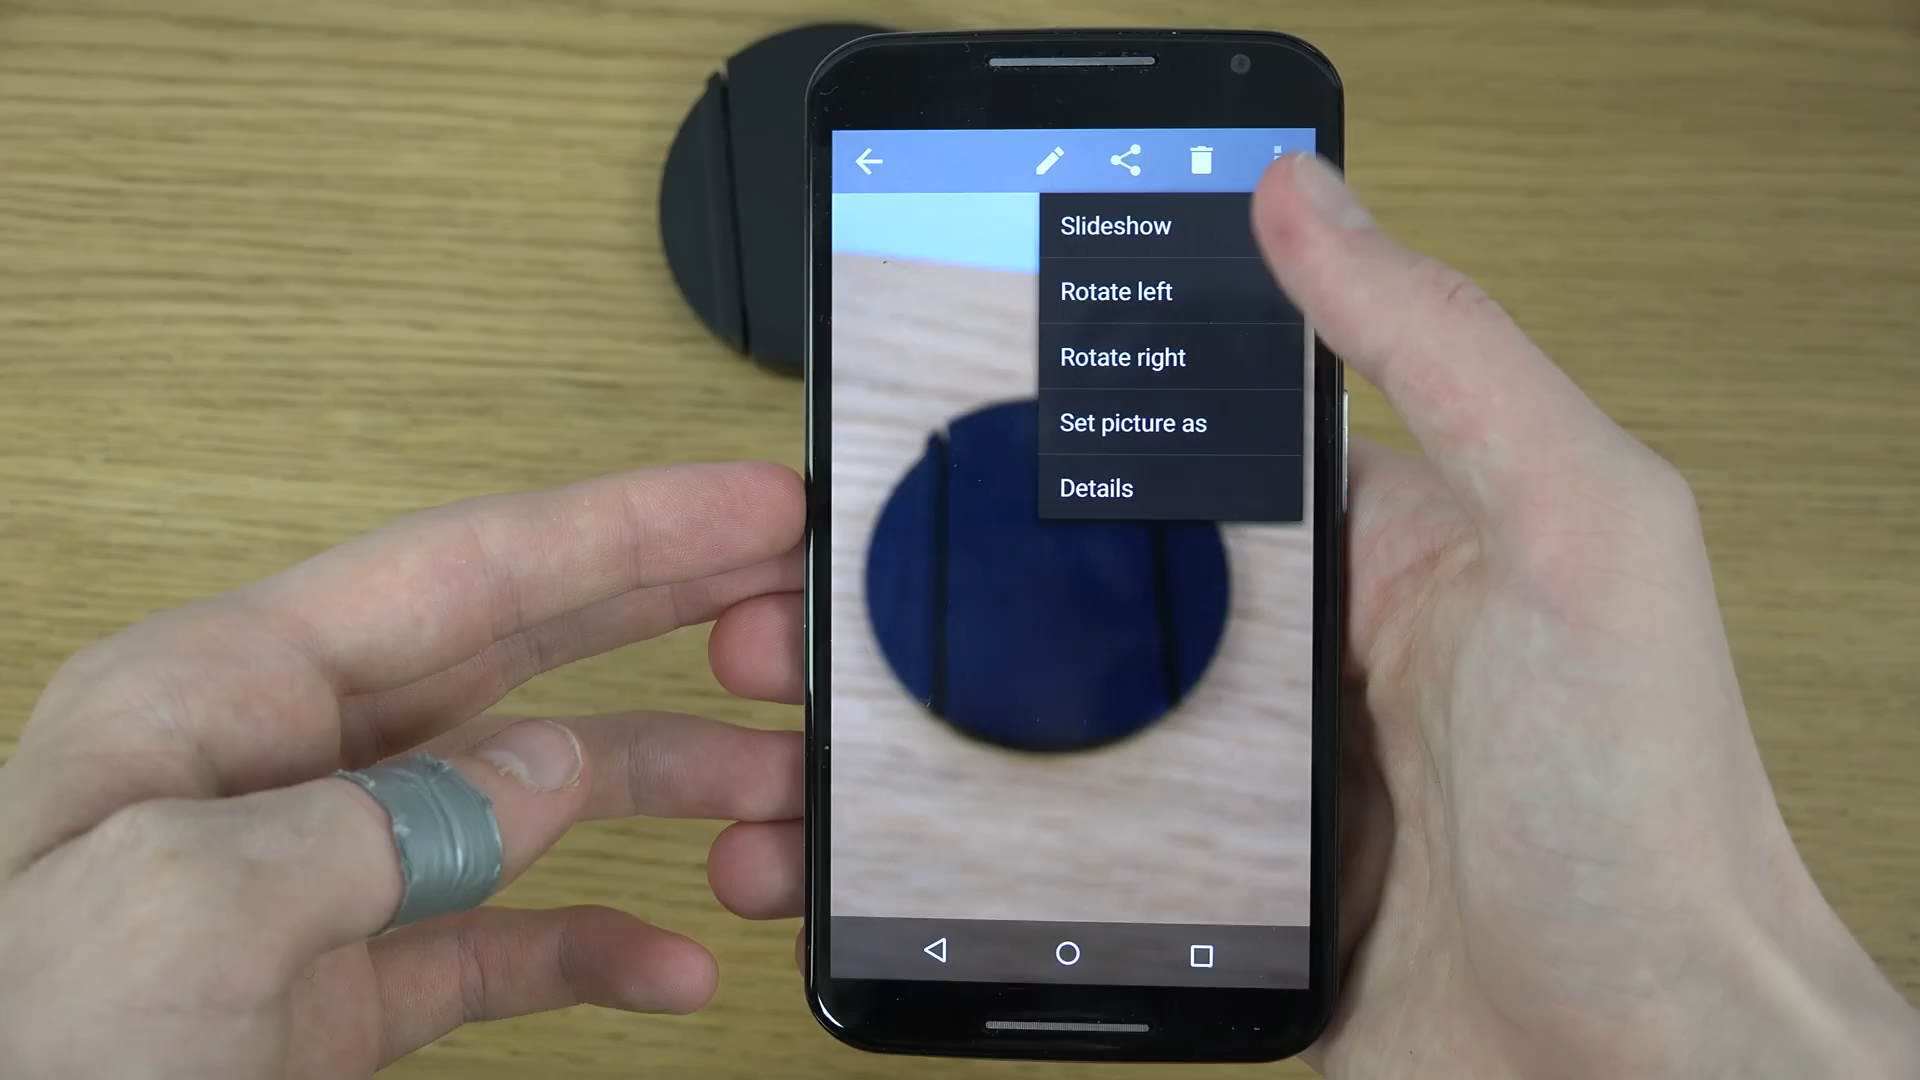 Slideshow
Rotate left
Rotate right
Set picture as
Details